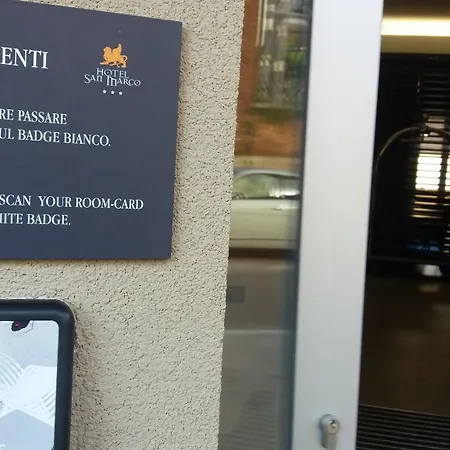 ENTI
HOTEL
SAN MARCO
RE PASSARE
UL BADGE BIANCO.
SCAN YOUR ROOM-CARD
HITE BADGE.